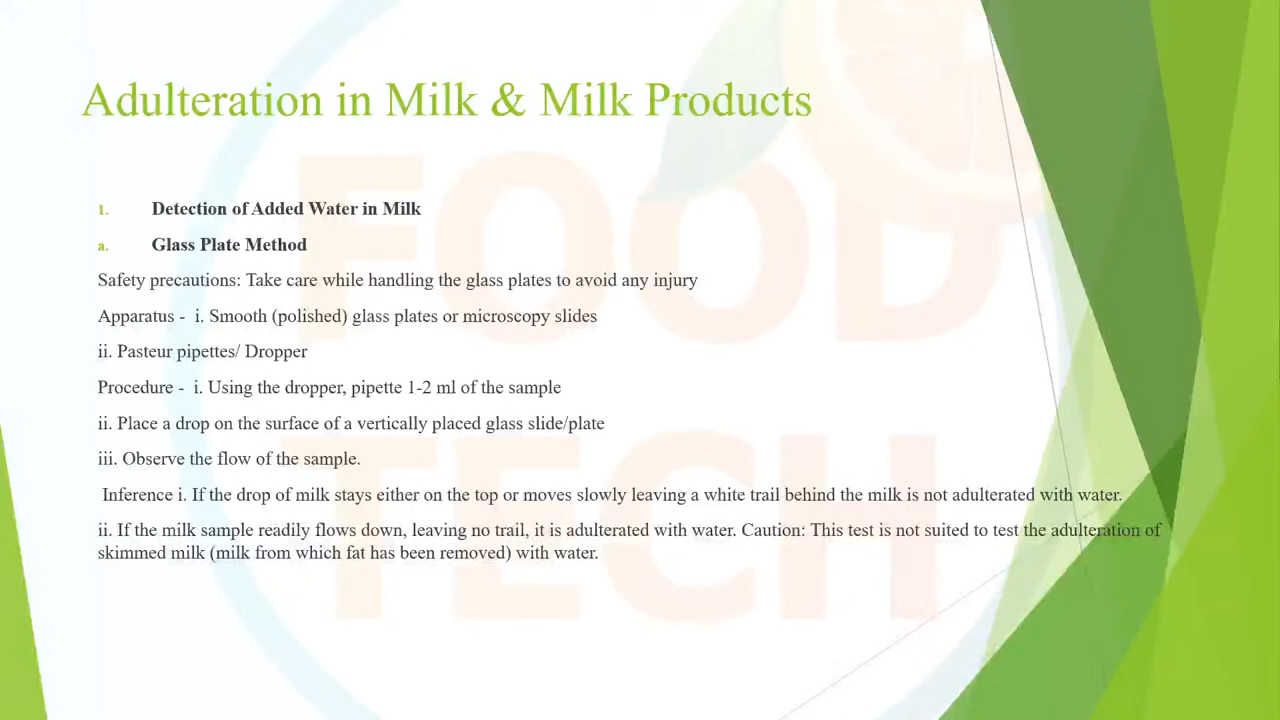 Adulteration in Milk & Milk Products
1. Detection of Added Water in Milk
a. Glass Plate Method
Safety precautions: Take care while handling the glass plates to avoid any injury
Apparatus - i. Smooth (polished) glass plates or microscopy slides
ii. Pasteur pipettes/ Dropper
Procedure - i. Using the dropper, pipette 1-2 ml of the sample
ii. Place a drop on the surface of a vertically placed glass slide/plate
iii. Observe the flow of the sample.
Inference i. If the drop of milk stays either on the top or moves slowly leaving a white trail behind the milk is not adulterated with water.
ii. If the milk sample readily flows down, leaving no trail, it is adulterated with water. Caution: This test is not suited to test the adulteration of
skimmed milk (milk from which fat has been removed) with water.
FOOD
TECH